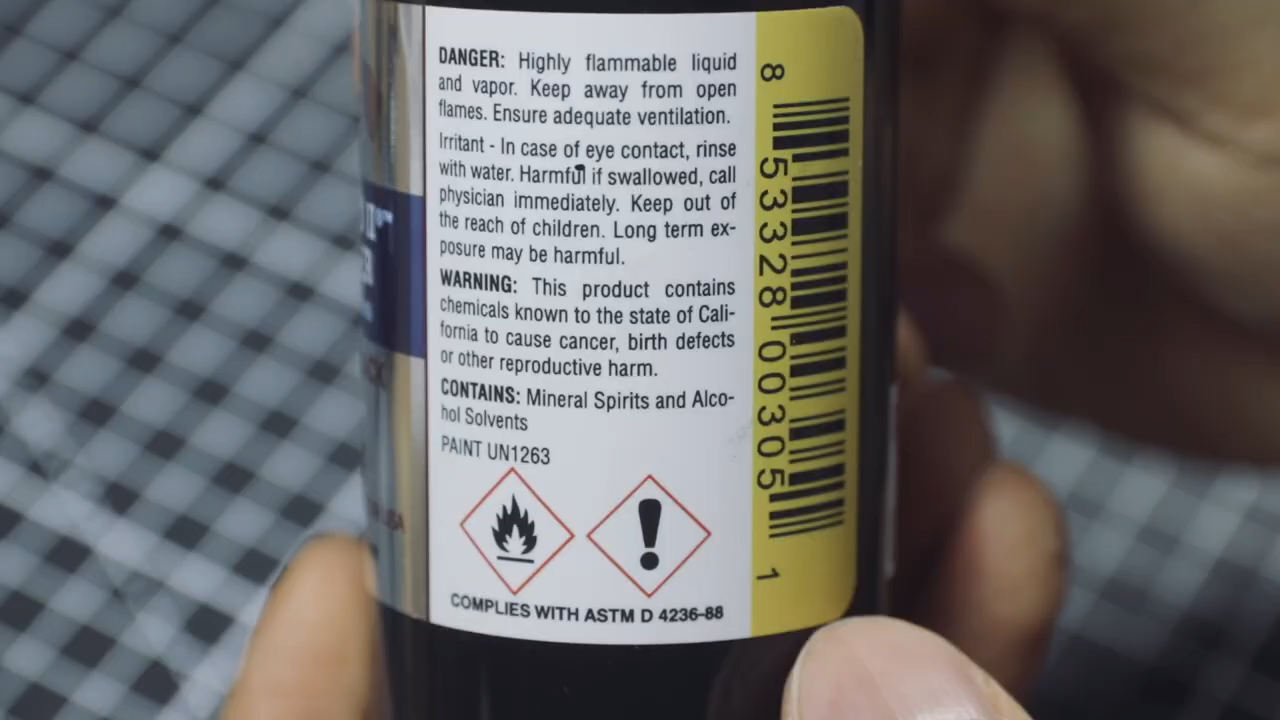 DANGER: Highly flammable liquid
and vapor. Keep away from open
flames. Ensure adequate ventilation.
Irritant - In case of eye contact, rinse
with water. Harmful if swallowed, call
physician immediately. Keep out of
the reach of children. Long term ex-
posure may be harmful.
WARNING: This product contains
chemicals known to the state of Cali-
fornia to cause cancer, birth defects
or other reproductive harm.
CONTAINS: Mineral Spirits and Alco-
hol Solvents
PAINT UN1263
COMPLIES WITH ASTM D 4236-88
8 53328 00305 1